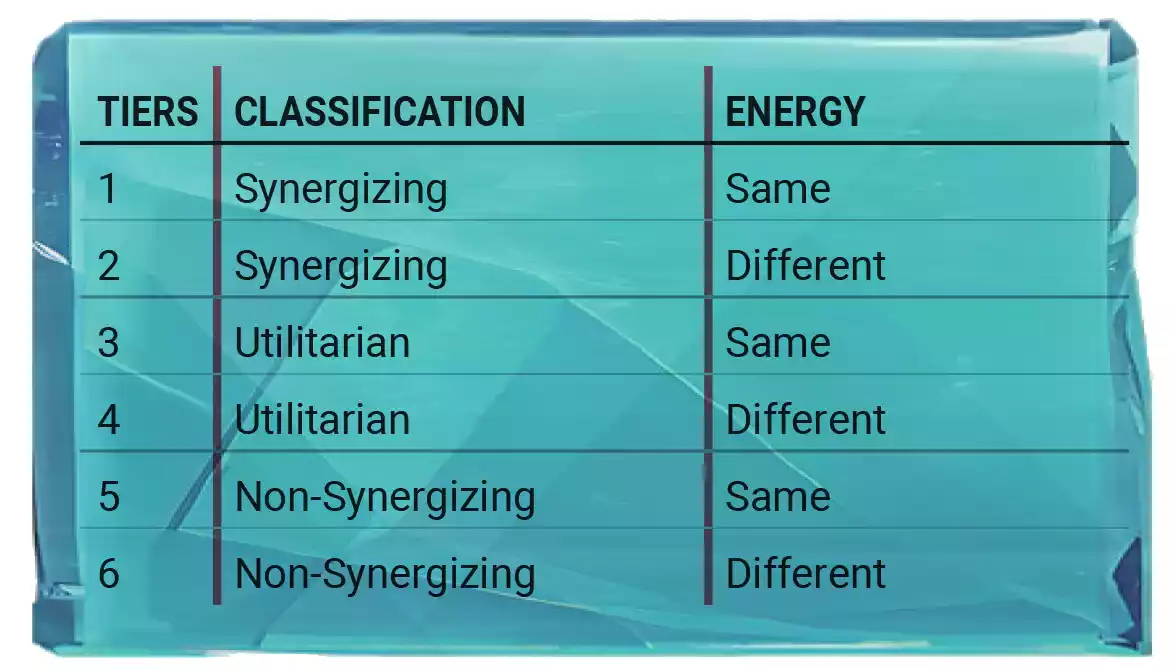 TIERS CLASSIFICATION ENERGY
1 Synergizing Same
2 Synergizing Different
3 Utilitarian Same
4 Utilitarian Different
5 Non-Synergizing Same
6 Non-Synergizing Different